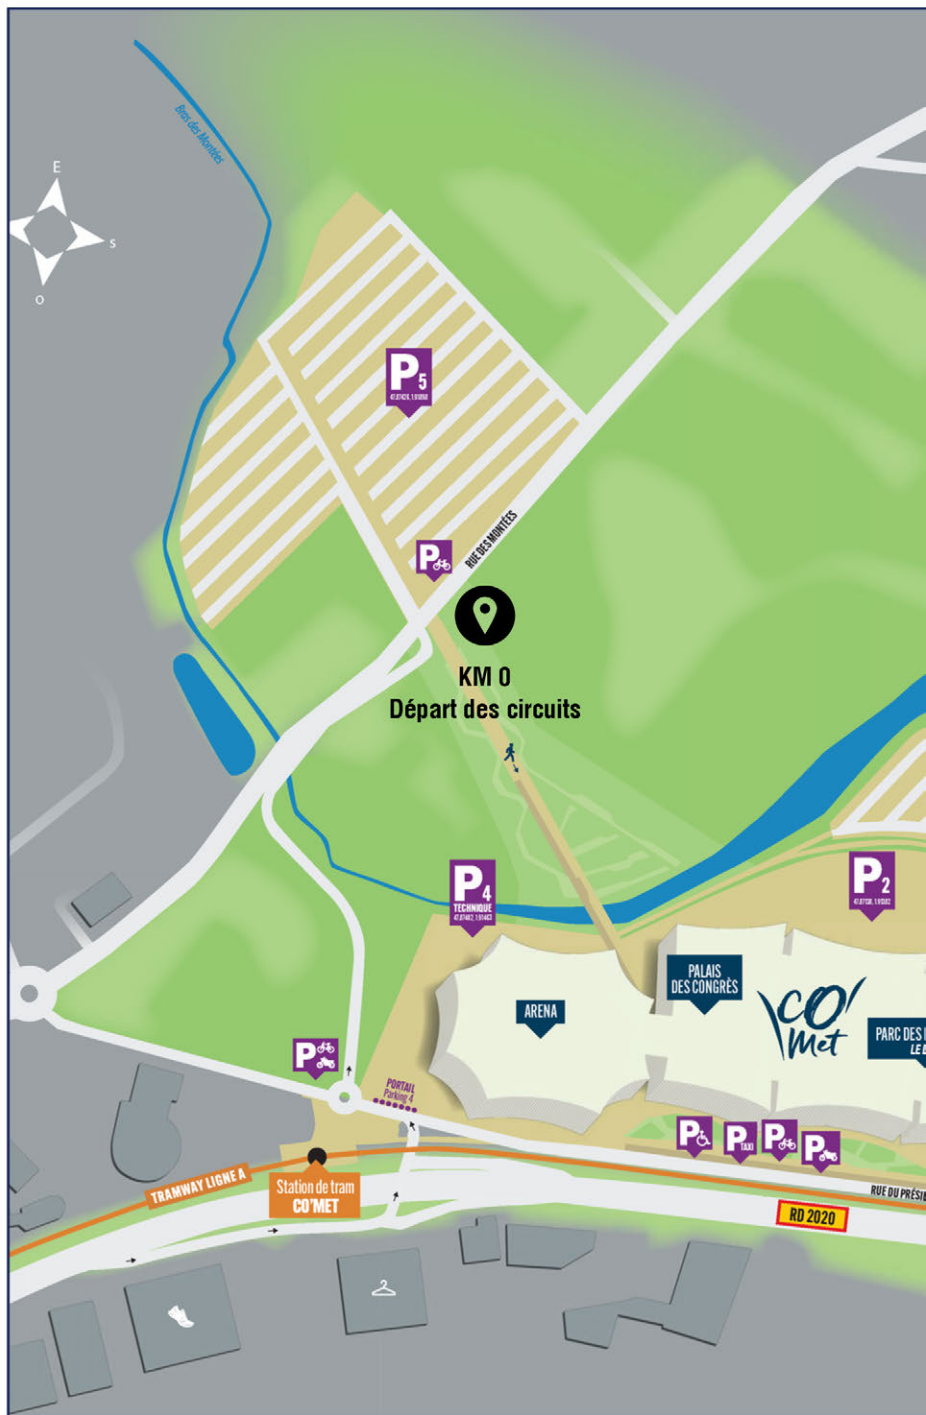 Bras des Montées
E
S
O
P5
RUE DES MONTÉES
P
KM 0
Départ des circuits
P4
TECHNIQUE
P2
PALAIS
DES CONGRÈS
ARENA
CO'
Met
PARC DES
P
PORTAIL
Parking 4
P
P
TAXI
P
P
TRAMWAY LIGNE A
Station de tram
CO'MET
RUE DU PRÉSI
RD 2020